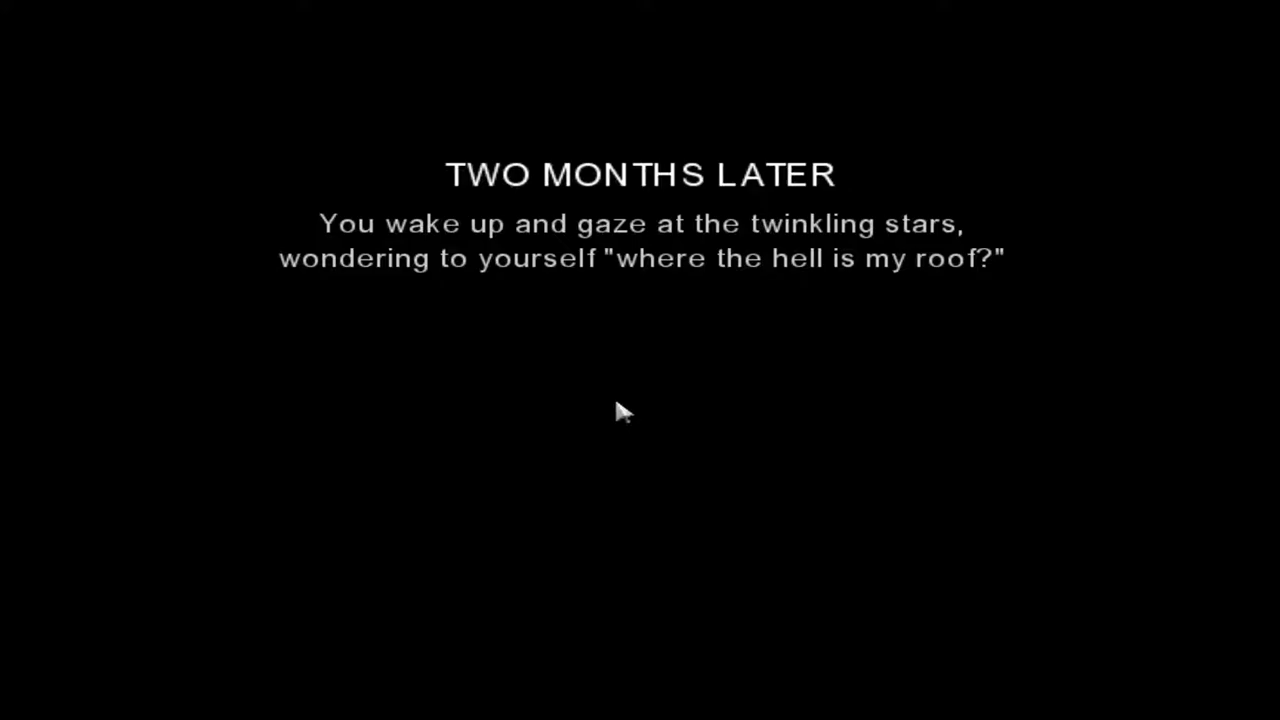 TWO MONTHS LATER
You wake up and gaze at the twinkling stars,
wondering to yourself "where the hell is my roof?"